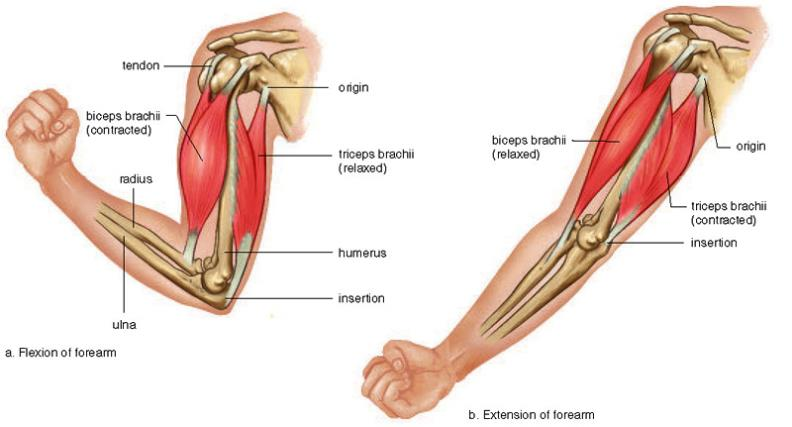 tendon
origin
biceps brachii
(contracted)
triceps brachii
(relaxed)
radius
humerus
insertion
ulna
a. Flexion of forearm
biceps brachii
(relaxed)
origin
triceps brachii
(contracted)
insertion
b. Extension of forearm